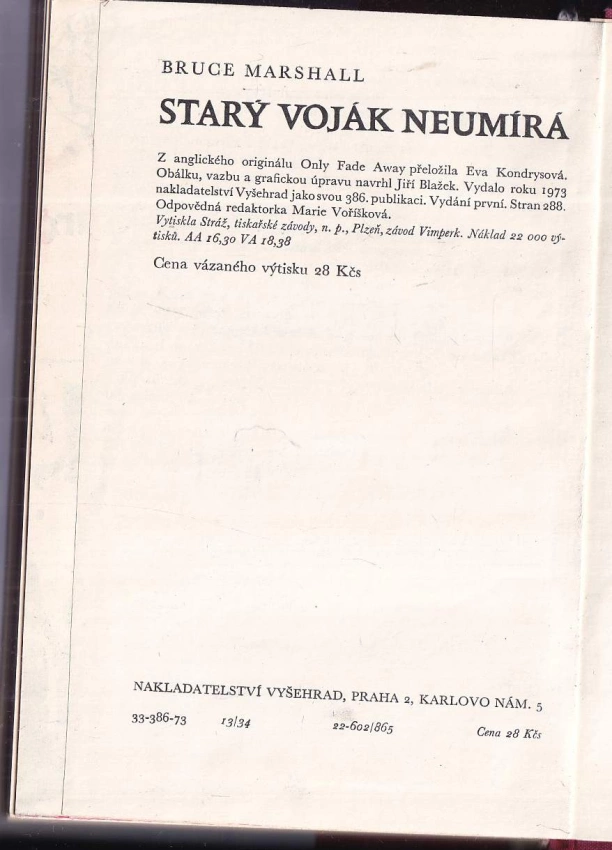 BRUCE MARSHALL
STARÝ VOJÁK NEUMÍRÁ
Z anglického originálu Only Fade Away přeložila Eva Kondrysová.
Obálku, vazbu a grafickou úpravu navrhl Jiří Blažek. Vydalo roku 1973
nakladatelství Vyšehrad jako svou 386. publikaci. Vydání první. Stran 288.
Odpovědná redaktorka Marie Voříšková.
Vytiskla Stráž, tiskařské závody, n. p., Plzeň, závod Vimperk. Náklad 22 000 vý-
tisků. AA 16,30 VA 18,38
Cena vázaného výtisku 28 Kčs
NAKLADATELSTVÍ VYŠEHRAD, PRAHA 2, KARLOVO NÁM. 5
33-386-73 13/34 22-602/865 Cena 28 Kčs